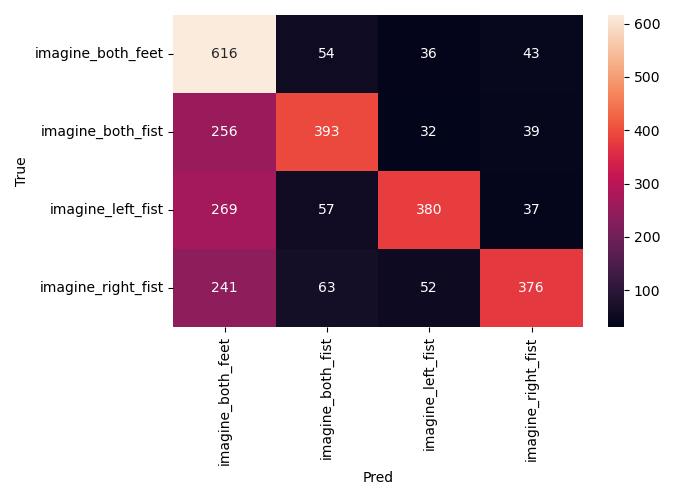 True
imagine_both_feet 616 54 36 43
imagine_both_fist 256 393 32 39
imagine_left_fist 269 57 380 37
imagine_right_fist 241 63 52 376
imagine_both_feet
imagine_both_fist
imagine_left_fist
imagine_right_fist
Pred
600
500
400
300
200
100